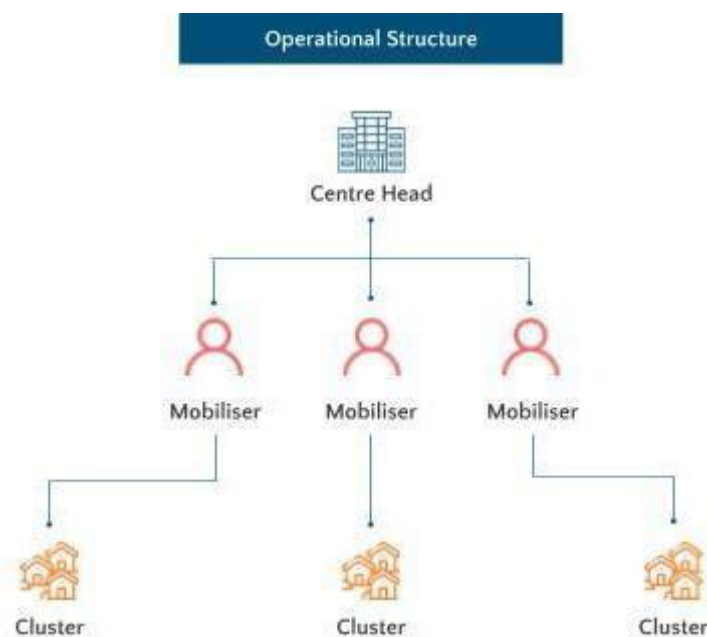 Operational Structure
Centre Head
Mobiliser Mobiliser Mobiliser
Cluster Cluster Cluster